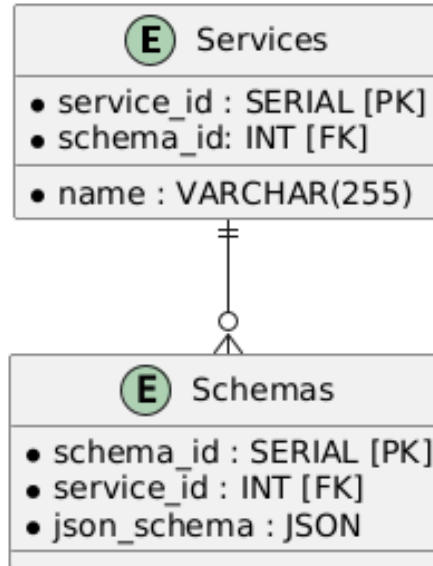 E Services
service_id : SERIAL [PK]
schema_id: INT [FK]
name : VARCHAR(255)
E Schemas
schema_id : SERIAL [PK]
service_id : INT [FK]
json_schema : JSON